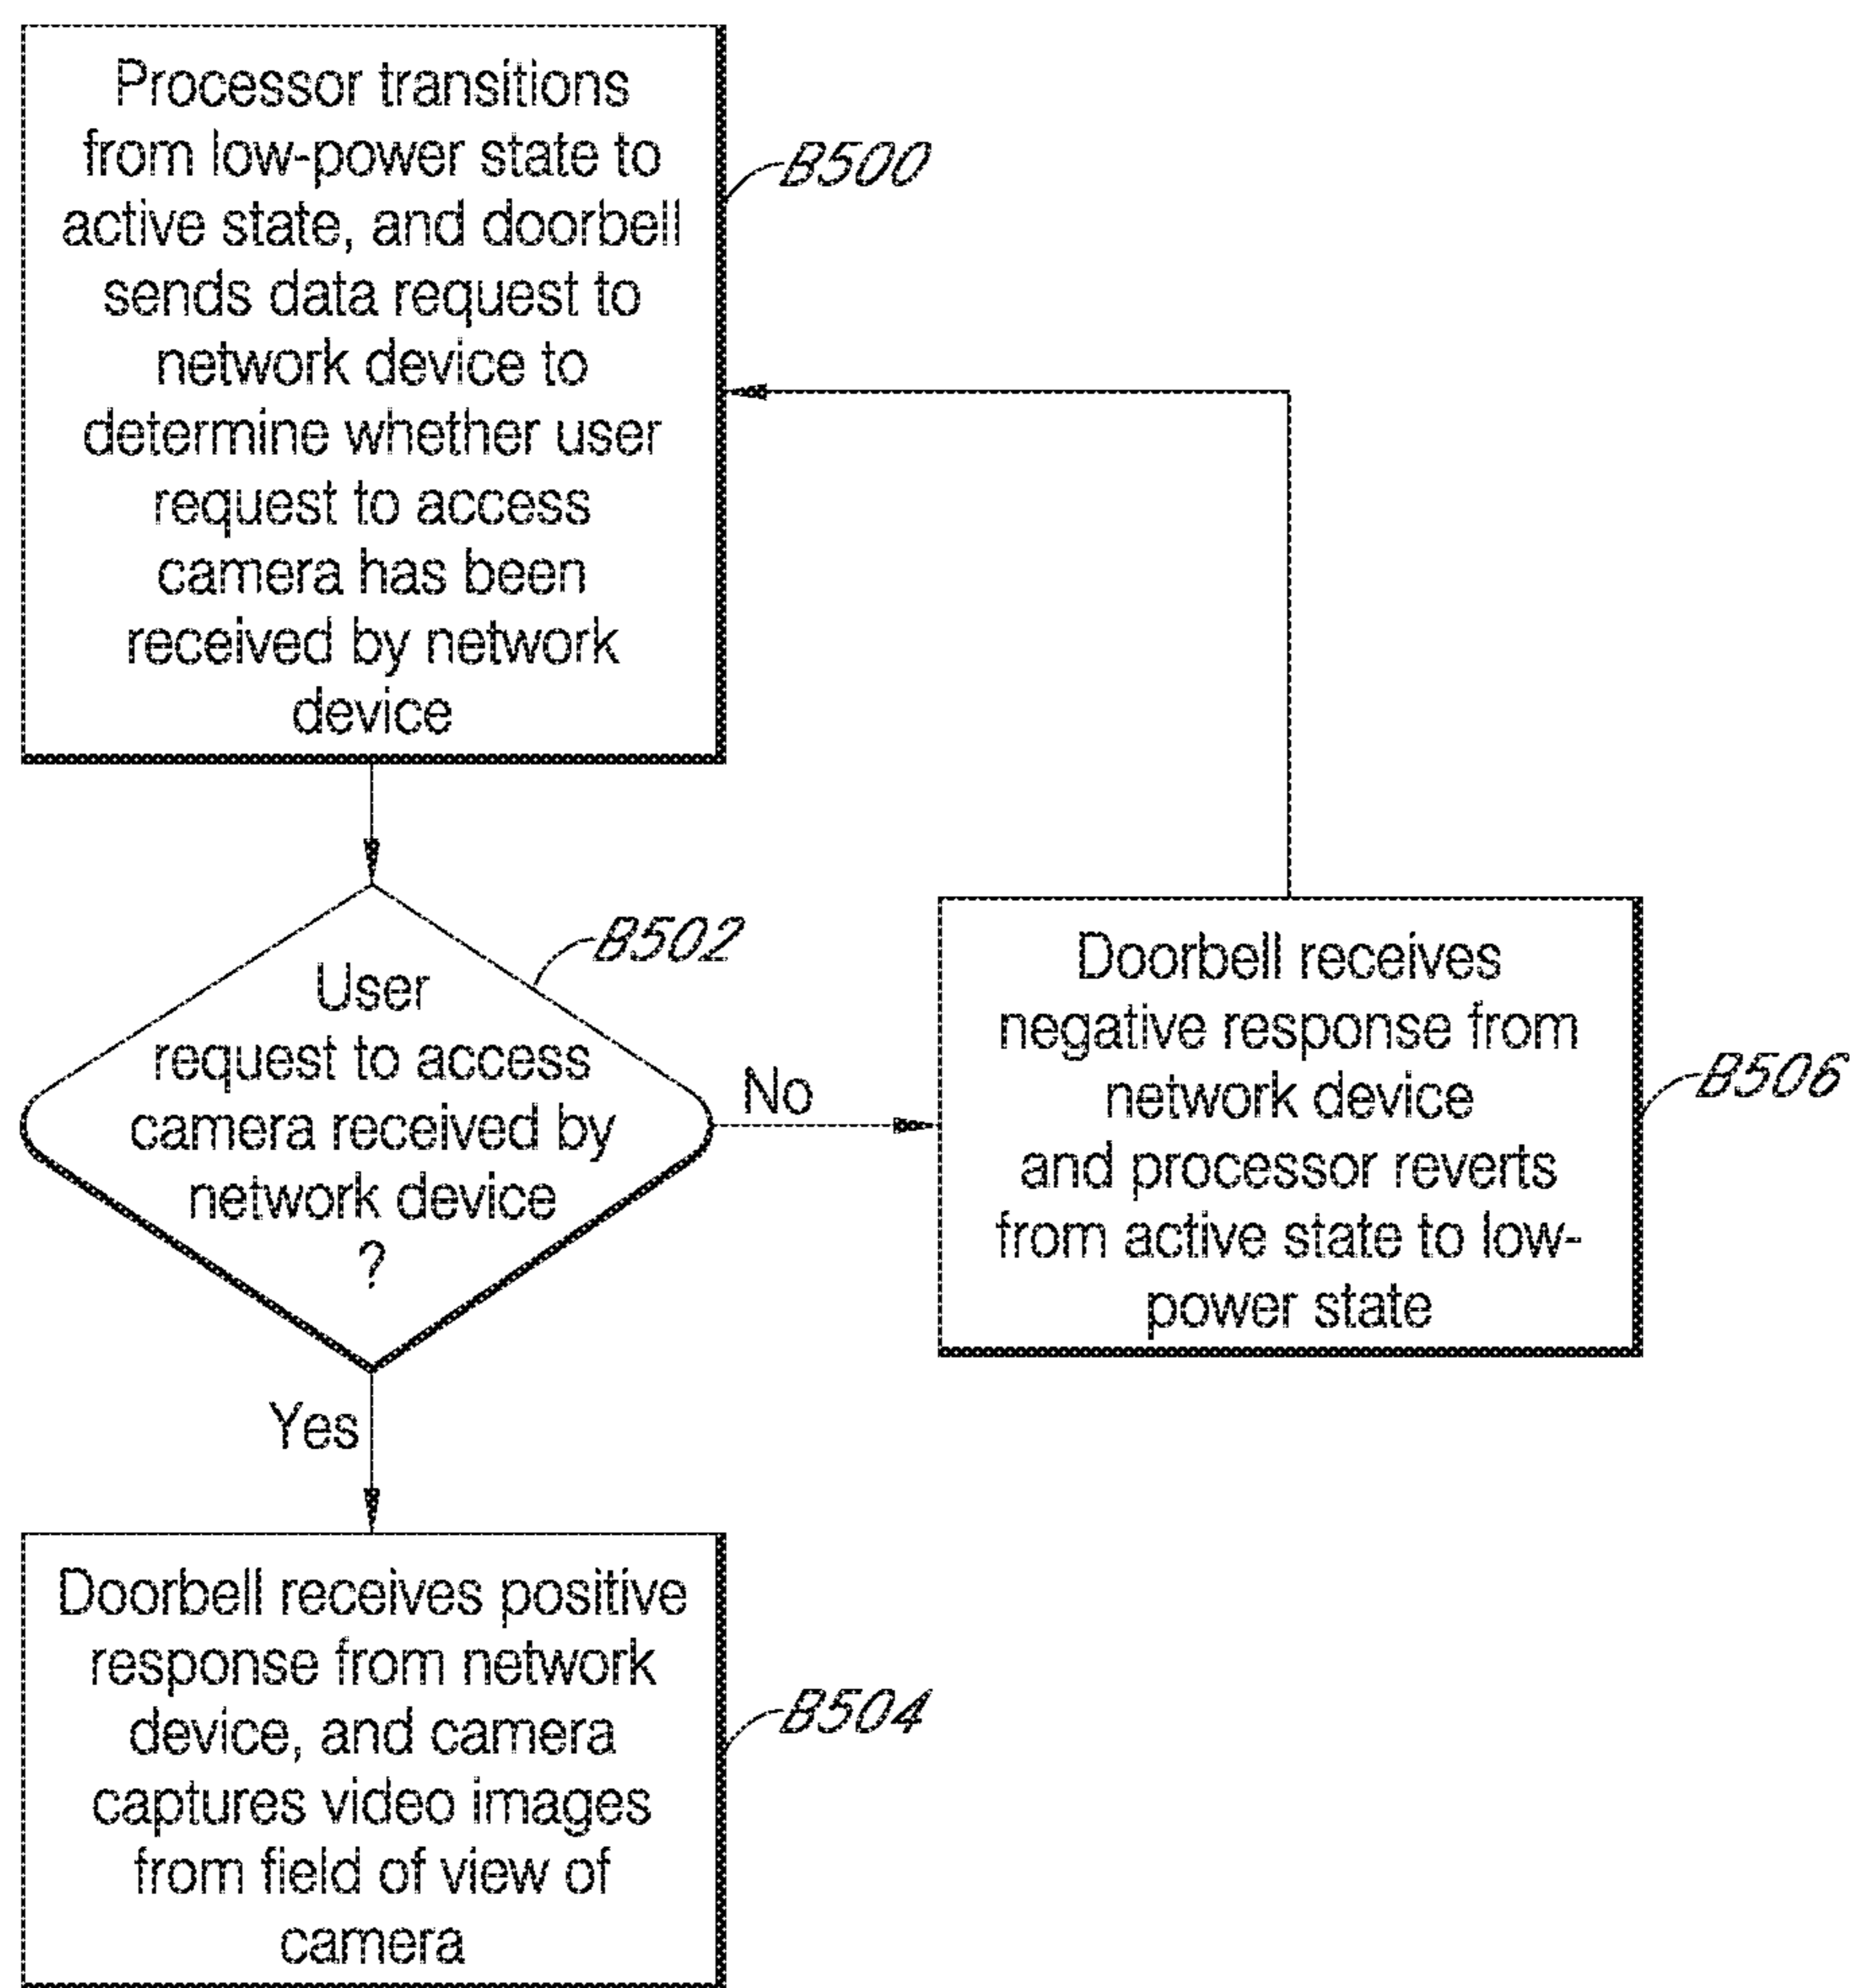 Processor transitions
from low-power state to
active state, and doorbell
sends data request to
network device to
determine whether user
request to access
camera has been
received by network
device
B500
User
request to access
camera received by
network device
?
B502
No
Doorbell receives
negative response from
network device
and processor reverts
from active state to low-
power state
B506
Yes
Doorbell receives positive
response from network
device, and camera
captures video images
from field of view of
camera
B504